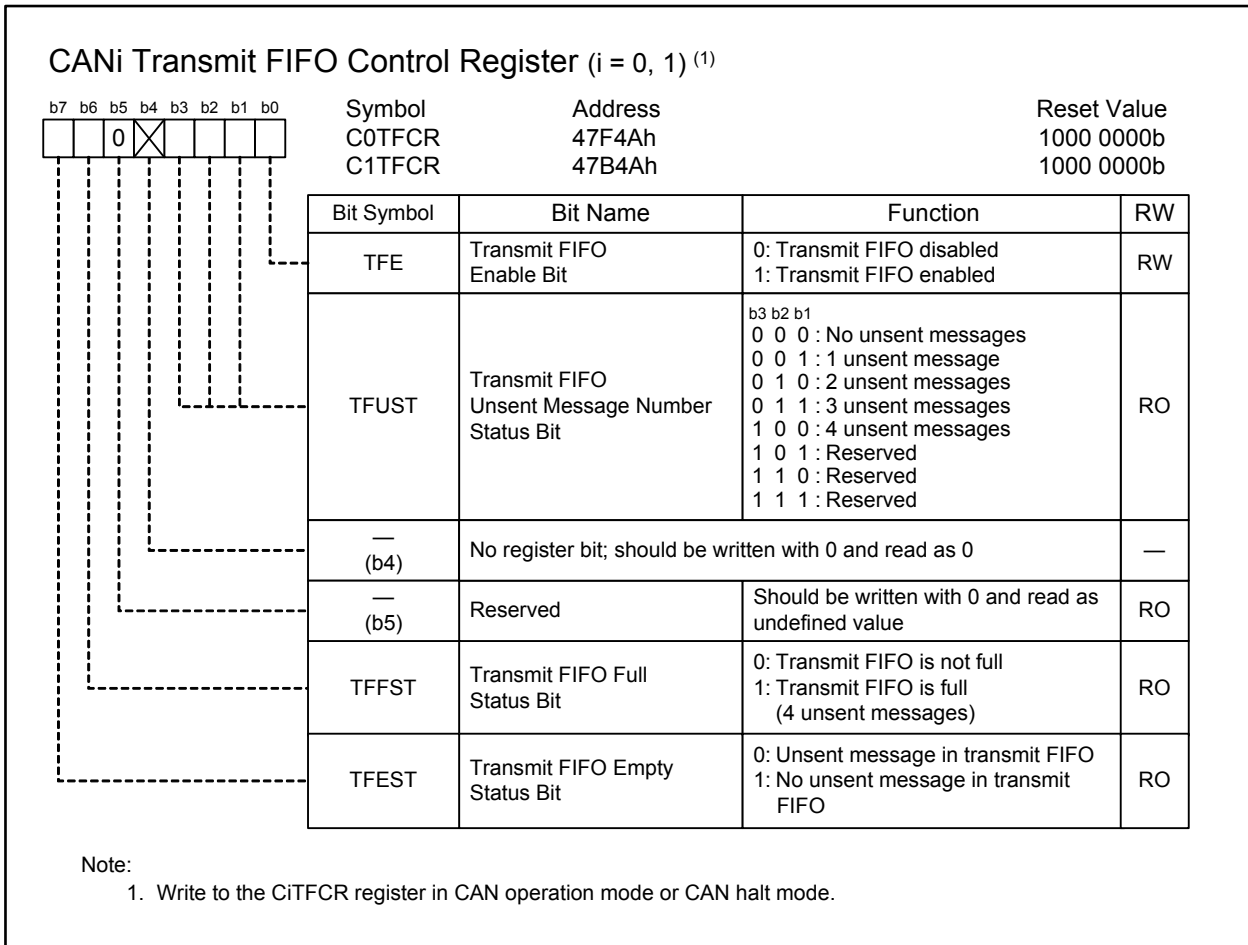 CANi Transmit FIFO Control Register (i = 0, 1) (1)
b7 b6 b5 b4 b3 b2 b1 b0
0
Symbol Address Reset Value
C0TFCR 47F4Ah 1000 0000b
C1TFCR 47B4Ah 1000 0000b
Bit Symbol Bit Name Function RW
TFE
Transmit FIFO
Enable Bit
0: Transmit FIFO disabled
1: Transmit FIFO enabled
RW
TFUST
Transmit FIFO
Unsent Message Number
Status Bit
b3 b2 b1
0 0 0 : No unsent messages
0 0 1 : 1 unsent message
0 1 0 : 2 unsent messages
0 1 1 : 3 unsent messages
1 0 0 : 4 unsent messages
1 0 1 : Reserved
1 1 0 : Reserved
1 1 1 : Reserved
RO
—
(b4)
No register bit; should be written with 0 and read as 0
—
—
(b5)
Reserved
Should be written with 0 and read as
undefined value
RO
TFFST
Transmit FIFO Full
Status Bit
0: Transmit FIFO is not full
1: Transmit FIFO is full
(4 unsent messages)
RO
TFEST
Transmit FIFO Empty
Status Bit
0: Unsent message in transmit FIFO
1: No unsent message in transmit
FIFO
RO
Note:
1. Write to the CiTFCR register in CAN operation mode or CAN halt mode.